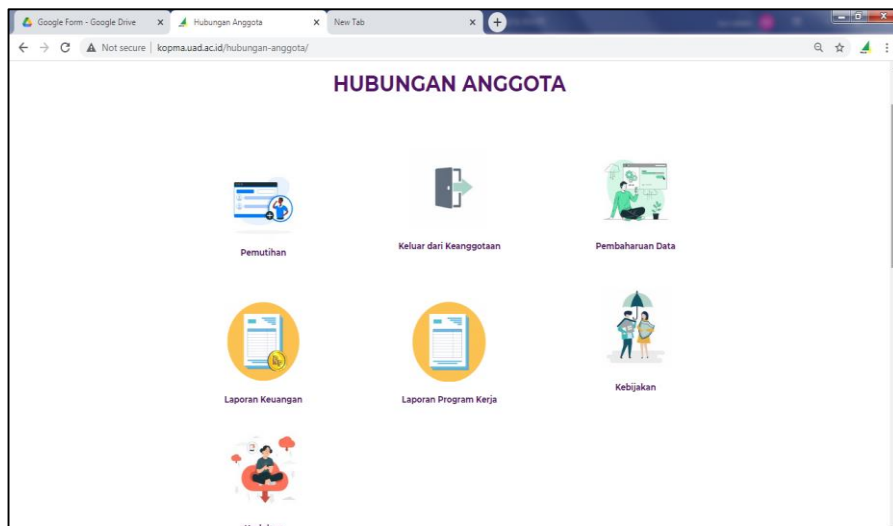 Google Form - Google Drive
Hubungan Anggota
New Tab
Not secure | kopma.uad.ac.id/hubungan-anggota/
HUBUNGAN ANGGOTA
Pemutihan
Keluar dari Keanggotaan
Pembaharuan Data
Laporan Keuangan
Laporan Program Kerja
Kebijakan